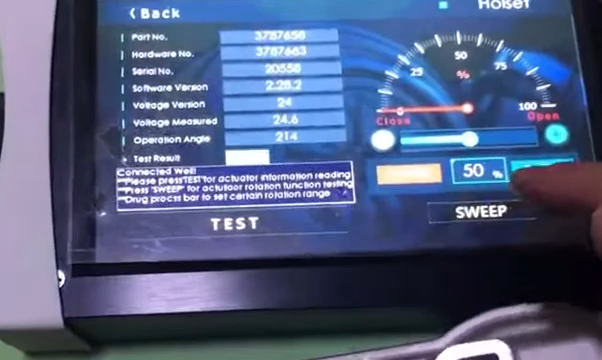 Back
Holset
Part No. 3787658
Hardware No. 3787663
Serial No. 20558
Software Version 2.28.2
Voltage Version 24
Voltage Measured 24.6
Operation Angle 214
Test Result
Connected Well!
**Please press'TEST'for actuator information reading
**Press 'SWEEP' for actutaor rotation function testing
**Drug procss bar to set certain rotation range
TEST
25
50
75
%
100
Close
Open
50 %
SWEEP